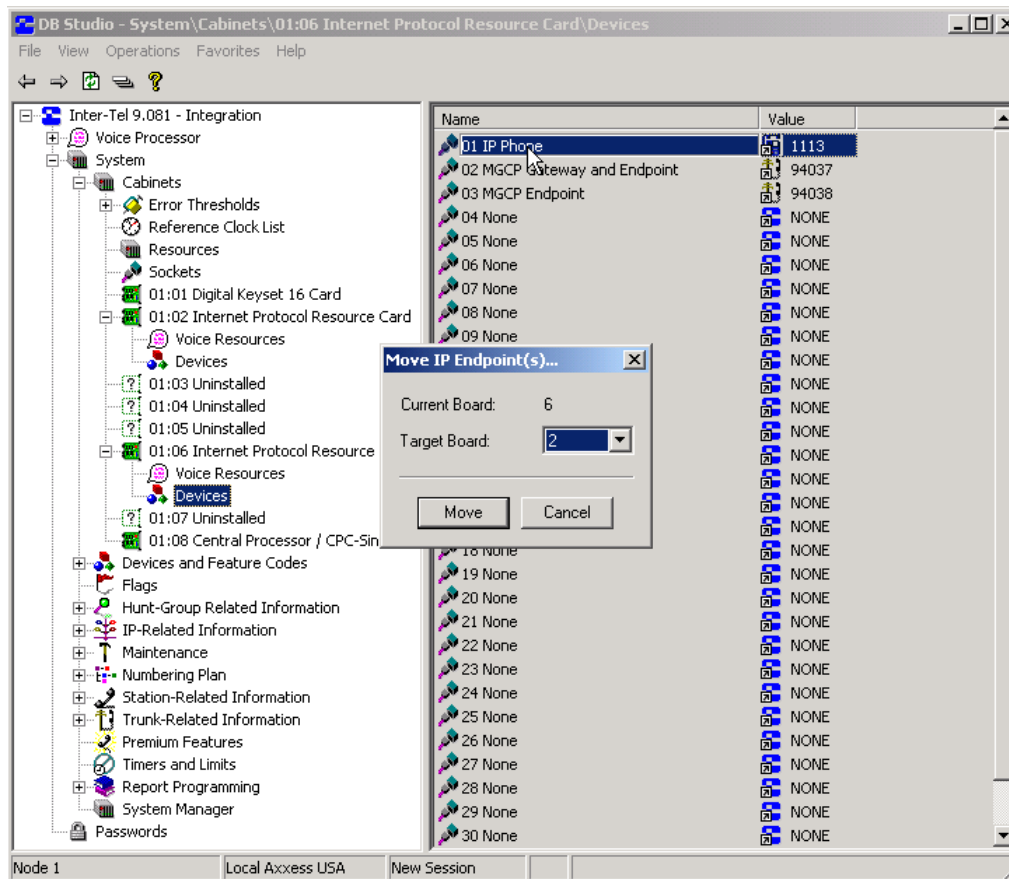 DB Studio - System\Cabinets\01:06 Internet Protocol Resource Card\Devices
File View Operations Favorites Help
Inter-Tel 9.081 - Integration
Voice Processor
System
Cabinets
Error Thresholds
Reference Clock List
Resources
Sockets
01:01 Digital Keyset 16 Card
01:02 Internet Protocol Resource Card
Voice Resources
Devices
01:03 Uninstalled
01:04 Uninstalled
01:05 Uninstalled
01:06 Internet Protocol Resource
Voice Resources
Devices
01:07 Uninstalled
01:08 Central Processor / CPC-Sin
Devices and Feature Codes
Flags
Hunt-Group Related Information
IP-Related Information
Maintenance
Numbering Plan
Station-Related Information
Trunk-Related Information
Premium Features
Timers and Limits
Report Programming
System Manager
Passwords
Name Value
01 IP Phone 1113
02 MGCP Gateway and Endpoint 94037
03 MGCP Endpoint 94038
04 None NONE
05 None NONE
06 None NONE
07 None NONE
08 None NONE
09 None NONE
NONE
NONE
NONE
NONE
NONE
NONE
NONE
NONE
18 None NONE
19 None NONE
20 None NONE
21 None NONE
22 None NONE
23 None NONE
24 None NONE
25 None NONE
26 None NONE
27 None NONE
28 None NONE
29 None NONE
30 None NONE
Move IP Endpoint(s)...
Current Board: 6
Target Board: 2
Move Cancel
Node 1 Local Axxess USA New Session